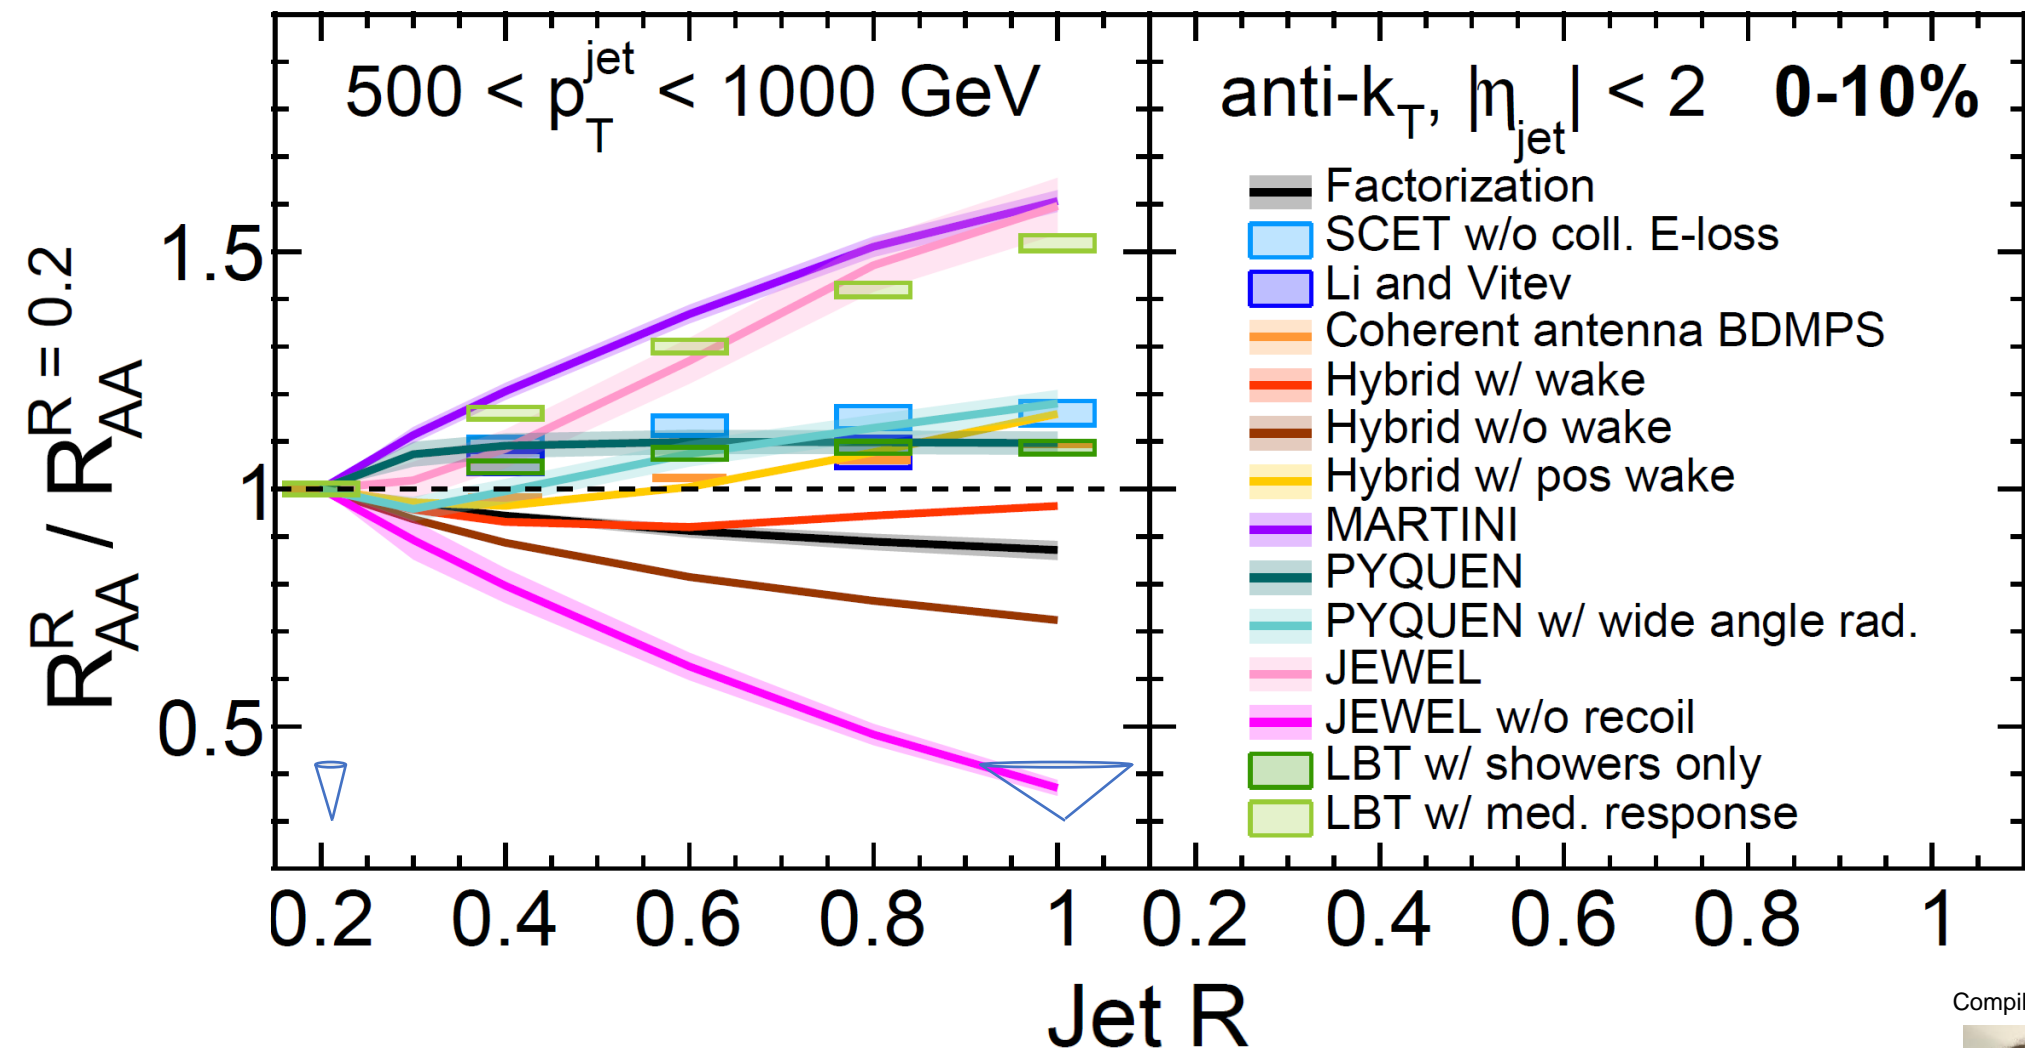 500 < p_T^jet < 1000 GeV
anti-k_T, |η_jet| < 2 0-10%
R_AA^R / R_AA^{R = 0.2}
1.5
1
0.5
Factorization
SCET w/o coll. E-loss
Li and Vitev
Coherent antenna BDMPS
Hybrid w/ wake
Hybrid w/o wake
Hybrid w/ pos wake
MARTINI
PYQUEN
PYQUEN w/ wide angle rad.
JEWEL
JEWEL w/o recoil
LBT w/ showers only
LBT w/ med. response
0.2 0.4 0.6 0.8 1 0.2 0.4 0.6 0.8 1
Jet R
Compil